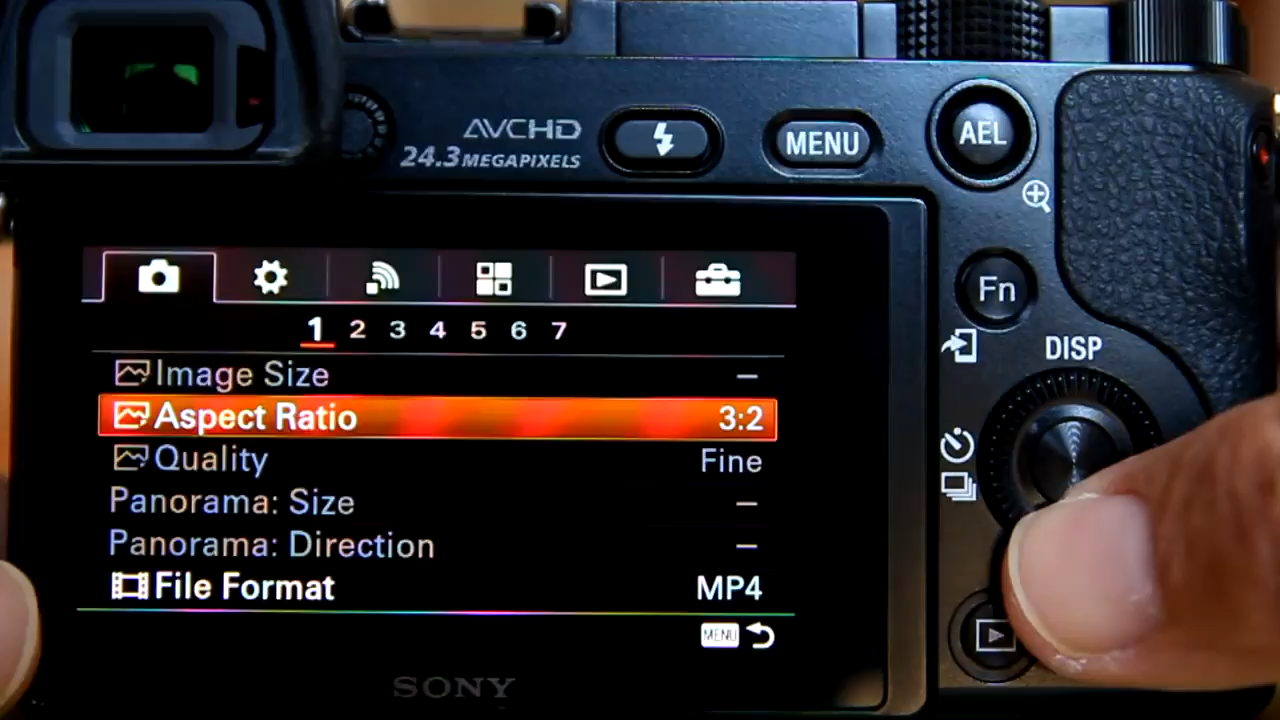 AVCHD
24.3 MEGAPIXELS
MENU
AEL
Fn
DISP
1 2 3 4 5 6 7
Image Size –
Aspect Ratio 3:2
Quality Fine
Panorama: Size –
Panorama: Direction –
File Format MP4
MENU
SONY